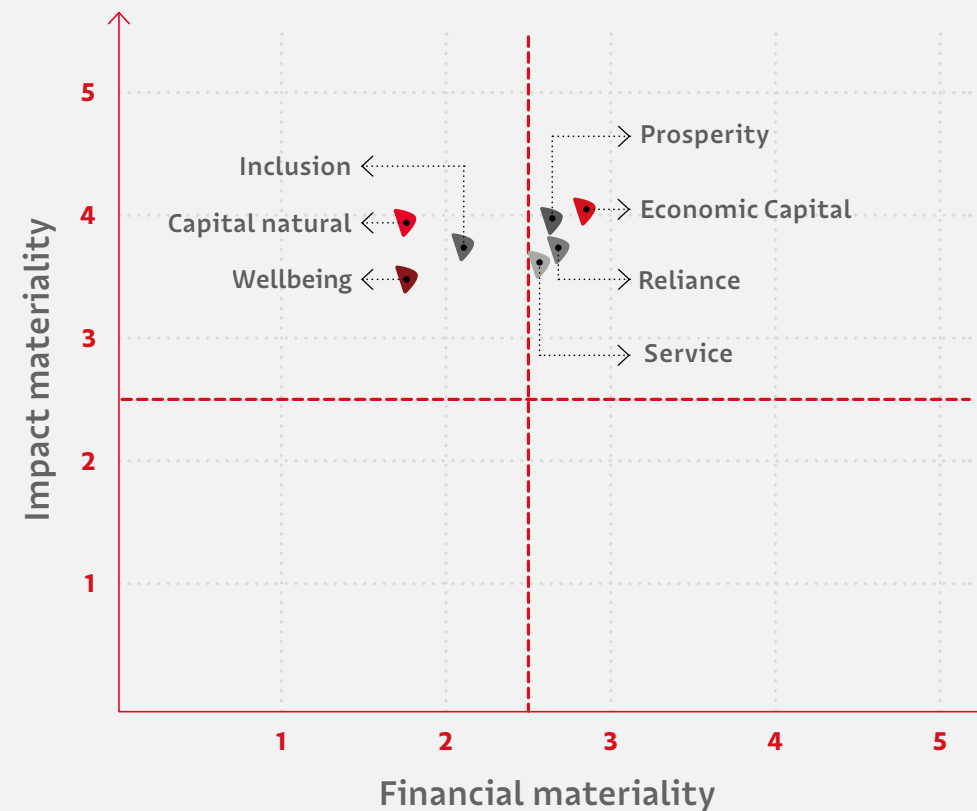 5
Prosperity
Inclusion
4
Economic Capital
Capital natural
Wellbeing
Reliance
3
Service
Impact materiality
2
1
1 2 3 4 5
Financial materiality